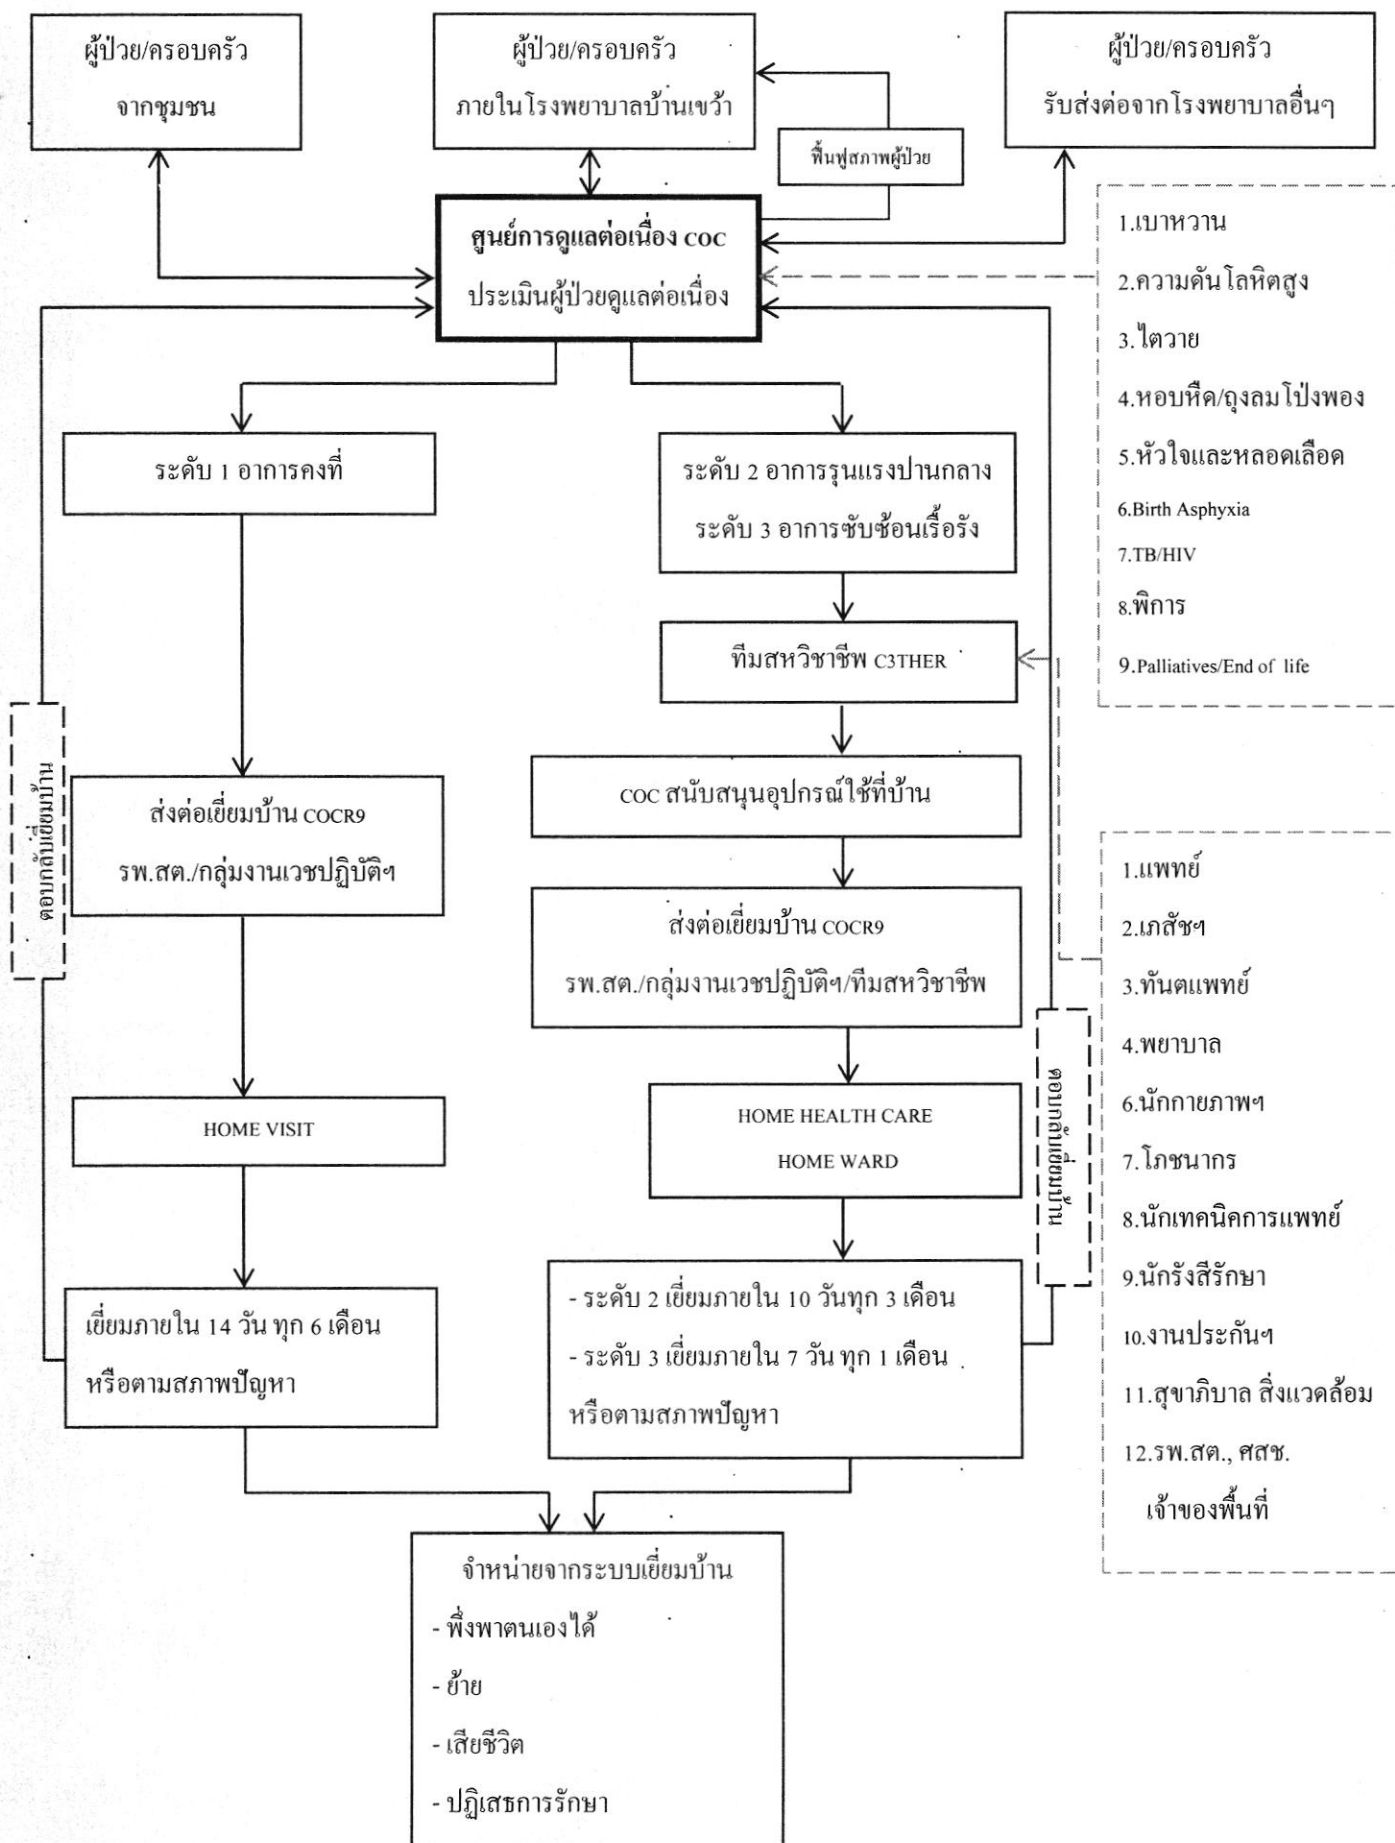 ผู้ป่วย/ครอบครัว
จากชุมชน
ผู้ป่วย/ครอบครัว
ภายในโรงพยาบาลบ้านเขว้า
ผู้ป่วย/ครอบครัว
รับส่งต่อจากโรงพยาบาลอื่นๆ
ฟื้นฟูสภาพผู้ป่วย
ศูนย์การดูแลต่อเนื่อง COC
ประเมินผู้ป่วยดูแลต่อเนื่อง
1.เบาหวาน
2.ความดันโลหิตสูง
3.ไตวาย
4.หอบหืด/ถุงลมโป่งพอง
5.หัวใจและหลอดเลือด
6.Birth Asphyxia
7.TB/HIV
8.พิการ
9.Palliatives/End of life
ระดับ 1 อาการคงที่
ระดับ 2 อาการรุนแรงปานกลาง
ระดับ 3 อาการซับซ้อนเรื้อรัง
ทีมสหวิชาชีพ C3THER
COC สนับสนุนอุปกรณ์ใช้ที่บ้าน
ตอบกลับเยี่ยมบ้าน
ส่งต่อเยี่ยมบ้าน COCR9
รพ.สต./กลุ่มงานเวชปฏิบัติฯ
ส่งต่อเยี่ยมบ้าน COCR9
รพ.สต./กลุ่มงานเวชปฏิบัติฯ/ทีมสหวิชาชีพ
1.แพทย์
2.เภสัชฯ
3.ทันตแพทย์
4.พยาบาล
6.นักกายภาพฯ
7.โภชนากร
8.นักเทคนิคการแพทย์
9.นักรังสีรักษา
10.งานประกันฯ
11.สุขาภิบาล สิ่งแวดล้อม
12.รพ.สต., ศสช.
เจ้าของพื้นที่
HOME VISIT
HOME HEALTH CARE
HOME WARD
ตอบกลับเยี่ยมบ้าน
เยี่ยมภายใน 14 วัน ทุก 6 เดือน
หรือตามสภาพปัญหา
- ระดับ 2 เยี่ยมภายใน 10 วันทุก 3 เดือน
- ระดับ 3 เยี่ยมภายใน 7 วัน ทุก 1 เดือน
หรือตามสภาพปัญหา
จำหน่ายจากระบบเยี่ยมบ้าน
- พึ่งพาตนเองได้
- ย้าย
- เสียชีวิต
- ปฏิเสธการรักษา